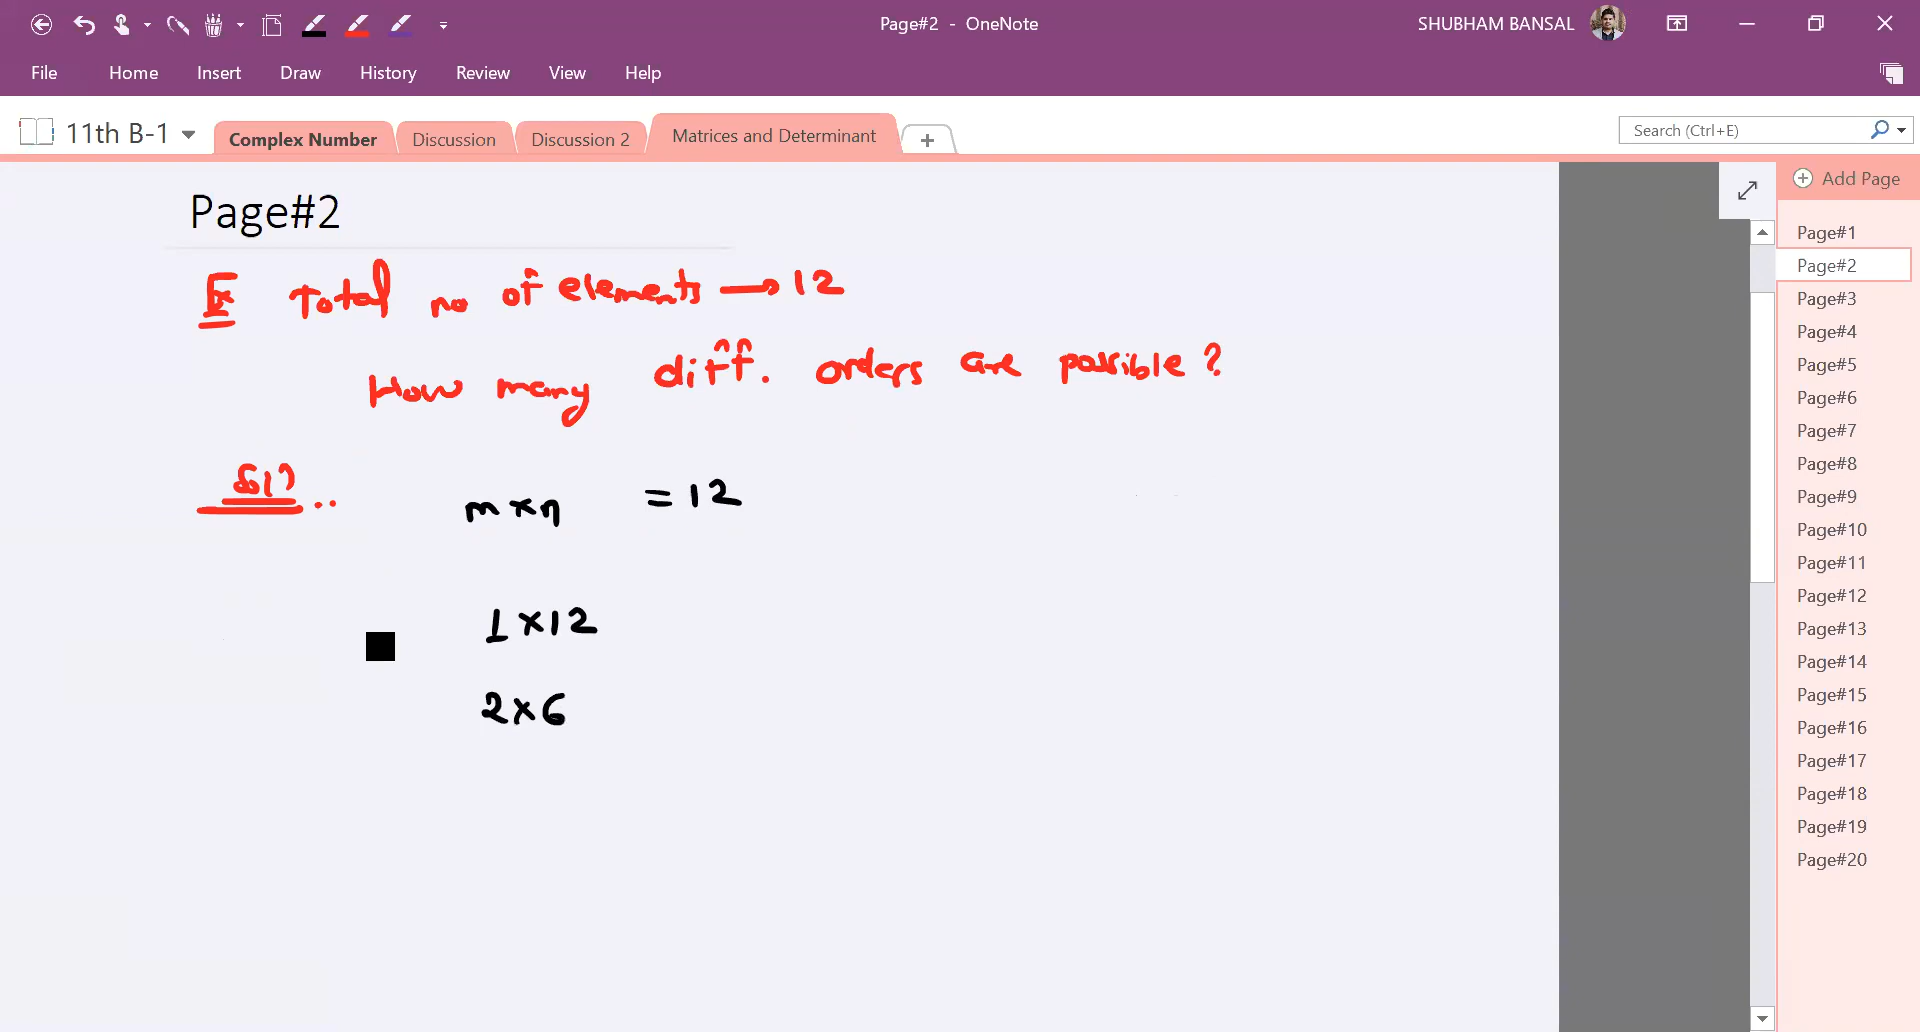 Page#2 - OneNote
SHUBHAM BANSAL
File Home Insert Draw History Review View Help
11th B-1
Complex Number
Discussion
Discussion 2
Matrices and Determinant
Search (Ctrl+E)
Page#2
Ex Total no of elements → 12
How many diff. orders are possible?
Sol^n ..
m × n = 12
1 × 12
2 × 6
Add Page
Page#1
Page#2
Page#3
Page#4
Page#5
Page#6
Page#7
Page#8
Page#9
Page#10
Page#11
Page#12
Page#13
Page#14
Page#15
Page#16
Page#17
Page#18
Page#19
Page#20